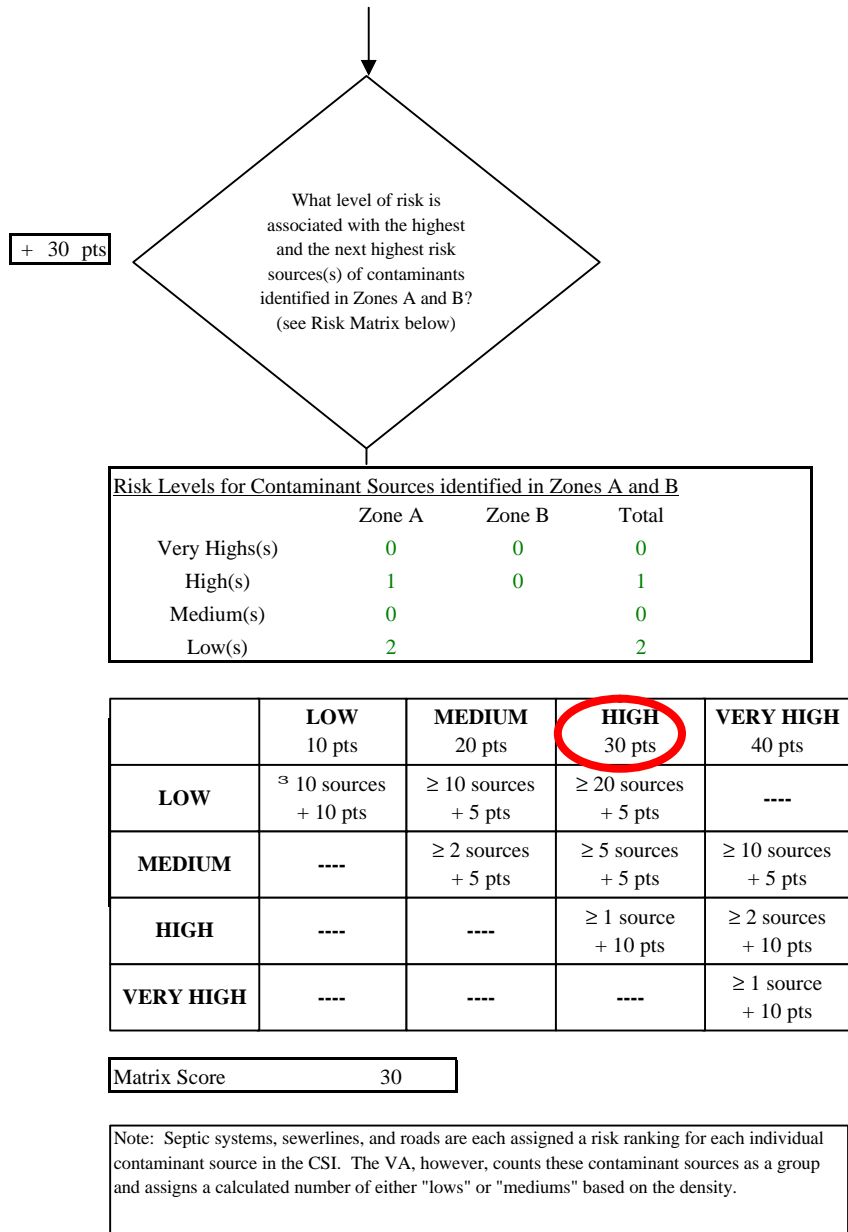 What level of risk is
associated with the highest
and the next highest risk
sources(s) of contaminants
identified in Zones A and B?
(see Risk Matrix below)
+ 30 pts
Risk Levels for Contaminant Sources identified in Zones A and B
Zone A Zone B Total
Very Highs(s) 0 0 0
High(s) 1 0 1
Medium(s) 0 0
Low(s) 2 2
LOW MEDIUM HIGH VERY HIGH
10 pts 20 pts 30 pts 40 pts
LOW ³ 10 sources ≥ 10 sources ≥ 20 sources ----
+ 10 pts + 5 pts + 5 pts
MEDIUM ---- ≥ 2 sources ≥ 5 sources ≥ 10 sources
+ 5 pts + 5 pts + 5 pts
HIGH ---- ---- ≥ 1 source ≥ 2 sources
+ 10 pts + 10 pts
VERY HIGH ---- ---- ---- ≥ 1 source
+ 10 pts
Matrix Score 30
Note: Septic systems, sewerlines, and roads are each assigned a risk ranking for each individual
contaminant source in the CSI. The VA, however, counts these contaminant sources as a group
and assigns a calculated number of either "lows" or "mediums" based on the density.